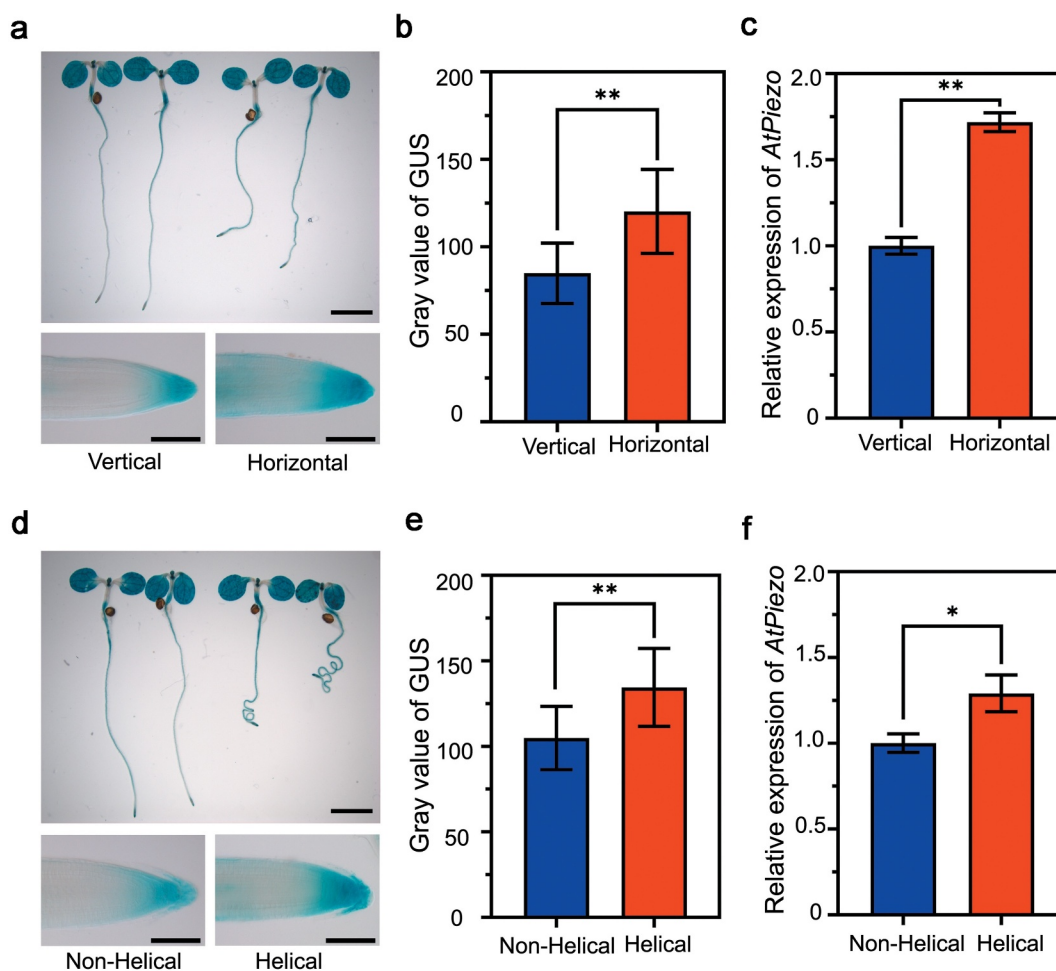 a
Vertical
Horizontal
b
Gray value of GUS
200
150
100
50
0
**
Vertical
Horizontal
c
Relative expression of AtPiezo
2.0
1.5
1.0
1.0
0
**
Vertical
Horizontal
d
Non-Helical
Helical
e
Gray value of GUS
200
150
100
50
0
**
Non-Helical
Helical
f
Relative expression of AtPiezo
2.0
1.5
1.0
1.0
0
*
Non-Helical
Helical